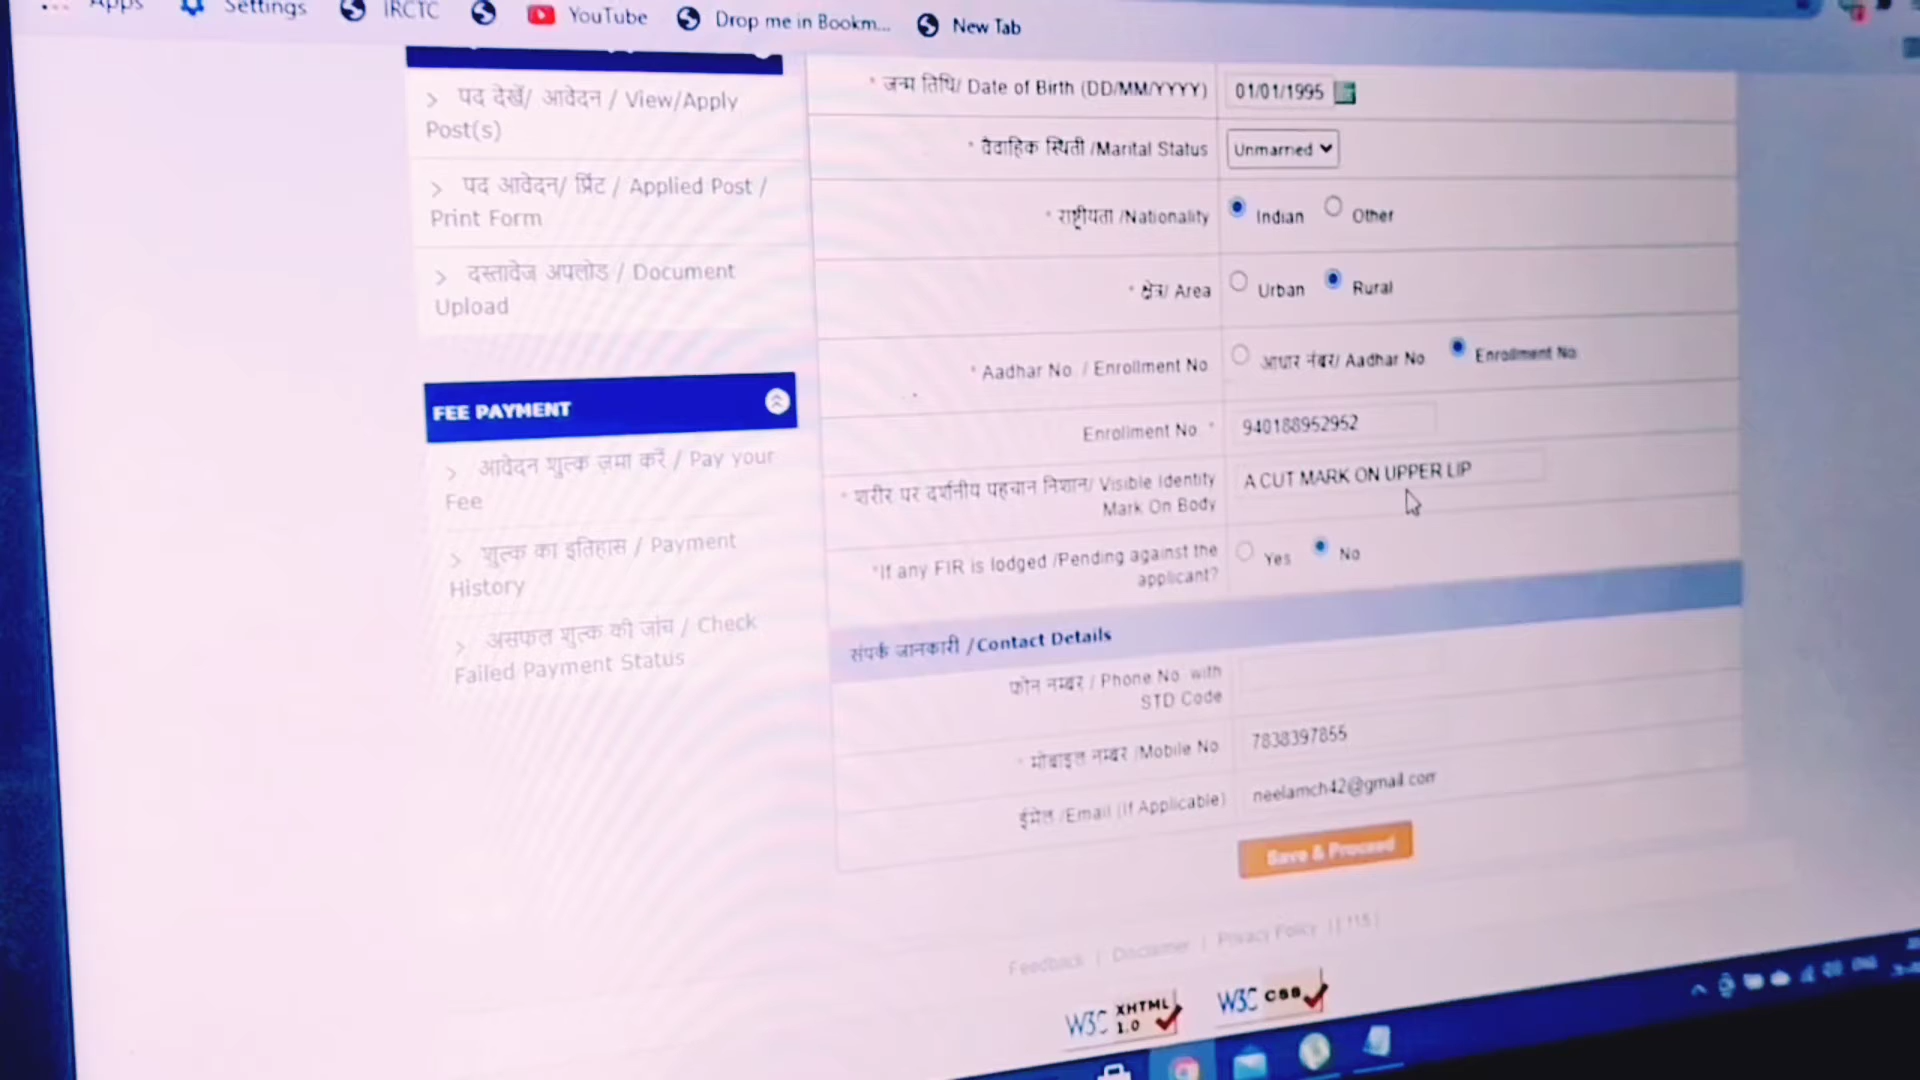 Apps
Settings
IRCTC
YouTube
Drop me in Bookm...
New Tab
> पद देखें/ आवेदन / View/Apply
Post(s)
> पद आवेदन/ प्रिंट / Applied Post /
Print Form
> दस्तावेज अपलोड / Document
Upload
FEE PAYMENT
> आवेदन शुल्क ज़मा करें / Pay your
Fee
> शुल्क का इतिहास / Payment
History
> असफल शुल्क की जांच / Check
Failed Payment Status
* जन्म तिथि/ Date of Birth (DD/MM/YYYY)
01/01/1995
* वैवाहिक स्थिती /Marital Status
Unmarried
* राष्ट्रीयता /Nationality
Indian
Other
* क्षेत्र/ Area
Urban
Rural
* Aadhar No. / Enrollment No
आधार नंबर/ Aadhar No
Enrollment No.
Enrollment No. *
940188952952
* शरीर पर दर्शनीय पहचान निशान/ Visible Identity
Mark On Body
A CUT MARK ON UPPER LIP
*If any FIR is lodged /Pending against the
applicant?
Yes
No
संपर्क जानकारी /Contact Details
फोन नम्बर / Phone No. with
STD Code
* मोबाइल नम्बर /Mobile No
7838397855
ईमेल /Email (If Applicable)
neelamch42@gmail.com
Save & Proceed
Feedback | Disclaimer | Privacy Policy | [ 115 ]
W3C XHTML 1.0
W3C CSS
ENG